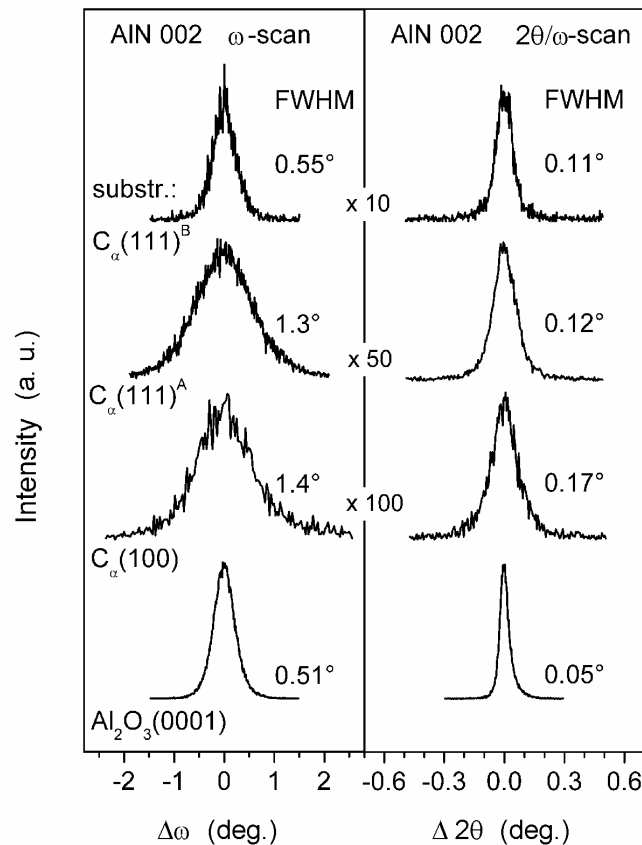 AlN 002 ω-scan
AlN 002 2θ/ω-scan
FWHM
FWHM
0.55°
0.11°
substr.:
x 10
Cα(111)B
1.3°
0.12°
x 50
Cα(111)A
1.4°
0.17°
x 100
Cα(100)
0.51°
0.05°
Al2O3(0001)
Intensity (a. u.)
-2 -1 0 1 2
-0.6 -0.3 0.0 0.3 0.6
Δω (deg.)
Δ 2θ (deg.)